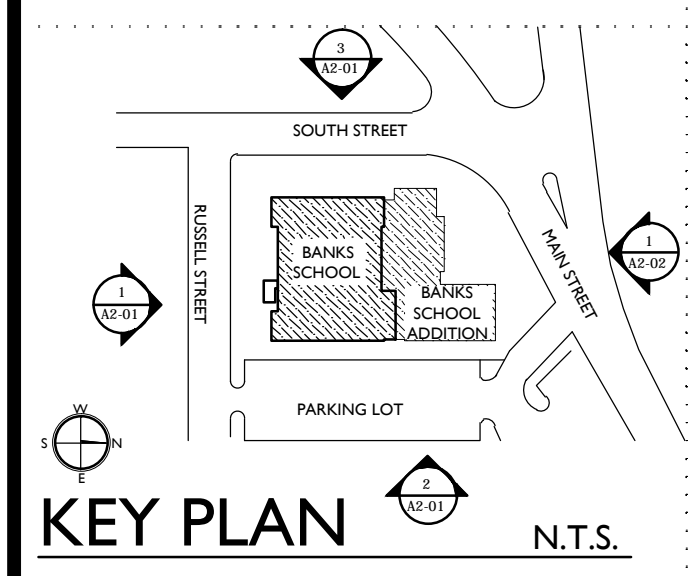 3
A2-01
SOUTH STREET
RUSSELL STREET
BANKS
SCHOOL
MAIN STREET
1
A2-02
1
A2-01
BANKS
SCHOOL
ADDITION
PARKING LOT
W
S
N
E
2
A2-01
KEY PLAN
N.T.S.